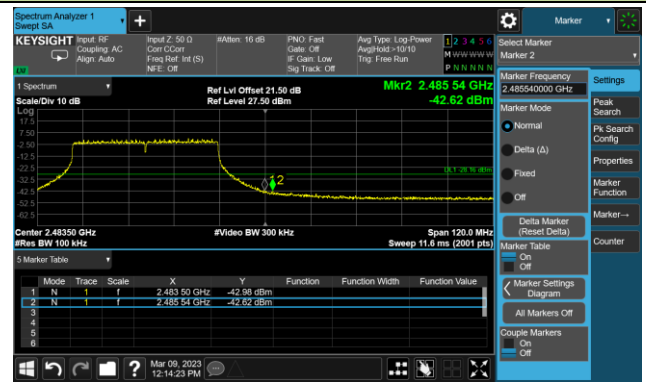 Spectrum Analyzer 1
Swept SA
+
Marker
KEYSIGHT
Input: RF
Coupling: AC
Align: Auto
Input Z: 50 Ω
Corr CCorr
Freq Ref: Int (S)
NFE: Off
#Atten: 16 dB
PNO: Fast
Gate: Off
IF Gain: Low
Sig Track: Off
Avg Type: Log-Power
Avg|Hold:>10/10
Trig: Free Run
1 2 3 4 5 6
M W W W W W
P N N N N N
LXI
Select Marker
Marker 2
1 Spectrum
Scale/Div 10 dB
Log
Ref Lvl Offset 21.50 dB
Ref Level 27.50 dBm
Mkr2 2.485 54 GHz
-42.62 dBm
17.5
7.50
-2.50
-12.5
-22.5
-32.5
-42.5
-52.5
-62.5
12
Center 2.48350 GHz
#Res BW 100 kHz
#Video BW 300 kHz
Span 120.0 MHz
Sweep 11.6 ms (2001 pts)
5 Marker Table
Mode Trace Scale X Y Function Function Width Function Value
1 N 1 f 2.483 50 GHz -42.98 dBm
2 N 1 f 2.485 54 GHz -42.62 dBm
3
4
5
6
Marker Frequency
2.485540000 GHz
Marker Mode
Normal
Delta (Δ)
Fixed
Off
Delta Marker
(Reset Delta)
Marker Table
On
Off
Marker Settings
Diagram
All Markers Off
Couple Markers
On
Off
Settings
Peak
Search
Pk Search
Config
Properties
Marker
Function
Marker→
Counter
?
Mar 09, 2023
12:14:23 PM